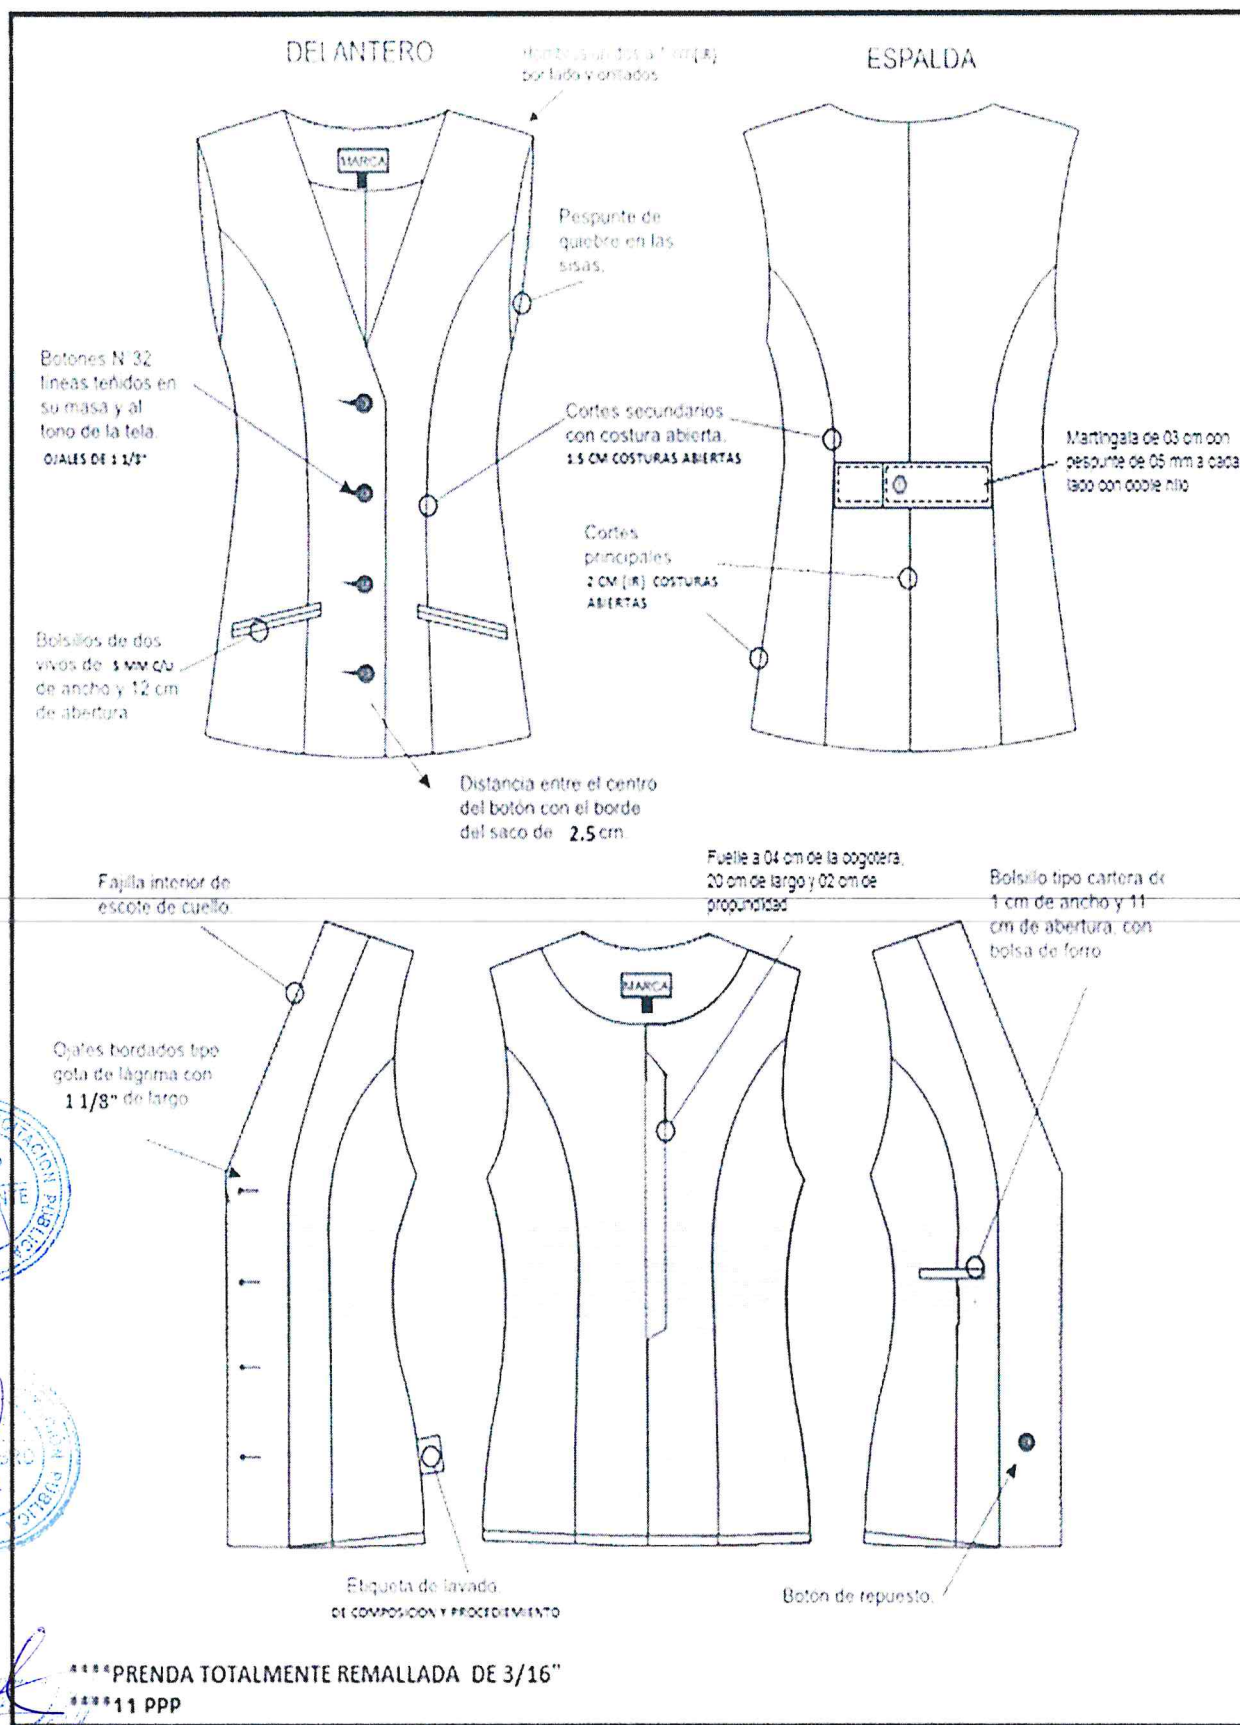 DELANTERO
ESPALDA
por lado y orillados
MARCA
Pespunte de
quiebre en las
sisas.
Botones N°32
lineas teñidos en
su masa y al
tono de la tela.
OJALES DE 1 1/8"
Cortes secundarios
con costura abierta.
1.5 CM COSTURAS ABIERTAS
Martingala de 03 cm con
pespunte de 05 mm a cada
lado con doble hilo
Cortes
principales
2 CM (:R) COSTURAS
ABIERTAS
Bolsillos de dos
vivos de 5 MM C/U
de ancho y 12 cm
de abertura
Distancia entre el centro
del botón con el borde
del saco de 2.5 cm.
Fajilla interior de
escote de cuello.
Fuelle a 04 cm de la cogotera,
20 cm de largo y 02 cm de
propundidad
Bolsillo tipo cartera de
1 cm de ancho y 11
cm de abertura, con
bolsa de forro
MARCA
Ojales bordados tipo
gota de lágrima con
1 1/8" de largo
Etiqueta de lavado.
DE COMPOSICION Y PROCEDIEMIENTO
Botón de repuesto.
****PRENDA TOTALMENTE REMALLADA DE 3/16"
****11 PPP